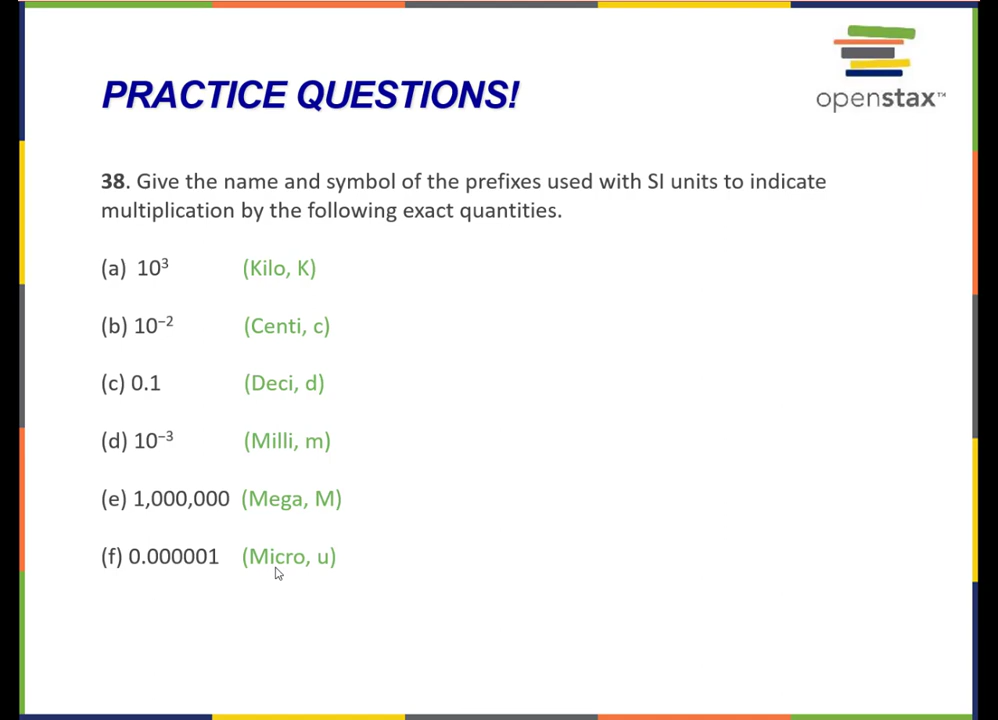 PRACTICE QUESTIONS!
openstax™
38. Give the name and symbol of the prefixes used with SI units to indicate
multiplication by the following exact quantities.
(a) 10³ (Kilo, K)
(b) 10⁻² (Centi, c)
(c) 0.1 (Deci, d)
(d) 10⁻³ (Milli, m)
(e) 1,000,000 (Mega, M)
(f) 0.000001 (Micro, u)